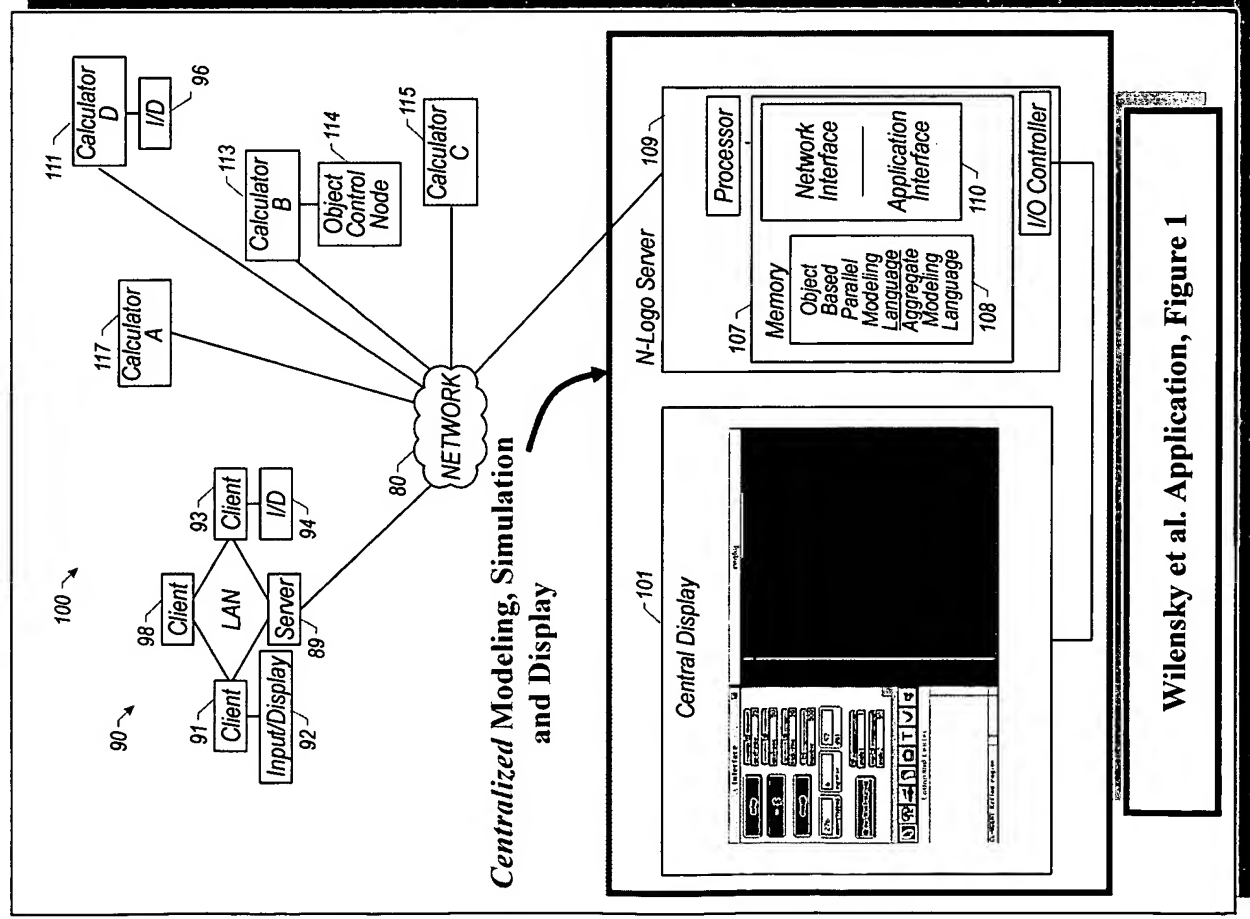 100
90
98
Client
91
Client
LAN
93
Client
Input/Display
92
Server
89
I/D
94
117
Calculator
A
111
Calculator
D
I/D
96
113
Calculator
B
114
Object
Control
Node
115
Calculator
C
80
NETWORK
Centralized Modeling, Simulation
and Display
101
Central Display
109
N-Logo Server
Processor
107
Memory
Object
Based
Parallel
Modeling
Language
Aggregate
Modeling
Language
108
Network
Interface
Application
Interface
110
I/O Controller
Wilensky et al. Application, Figure 1